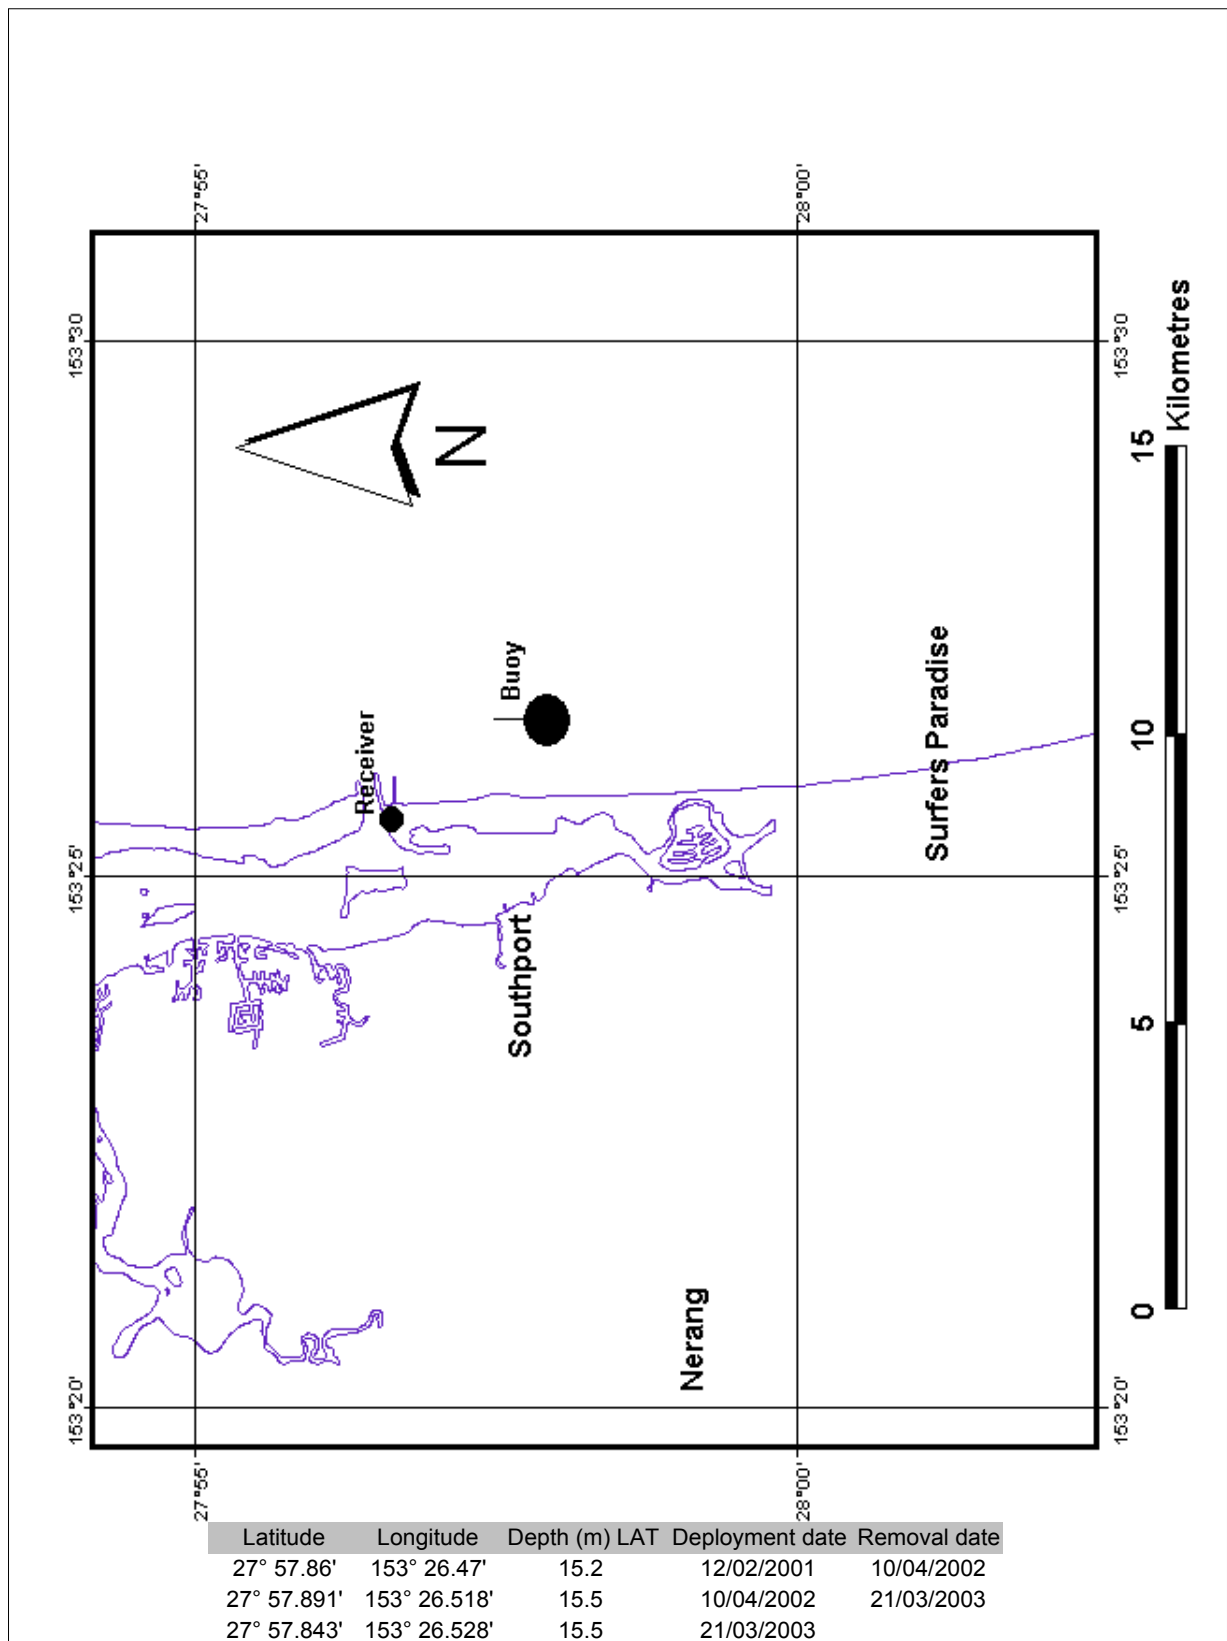 27°55'
28°00'
153°30
153°30
N
Kilometres
15
Buoy
Receiver
10
Surfers Paradise
153°25'
153°25'
Southport
5
Nerang
0
153°20'
153°20'
27°55'
28°00'
Latitude Longitude Depth (m) LAT Deployment date Removal date
27° 57.86' 153° 26.47' 15.2 12/02/2001 10/04/2002
27° 57.891' 153° 26.518' 15.5 10/04/2002 21/03/2003
27° 57.843' 153° 26.528' 15.5 21/03/2003